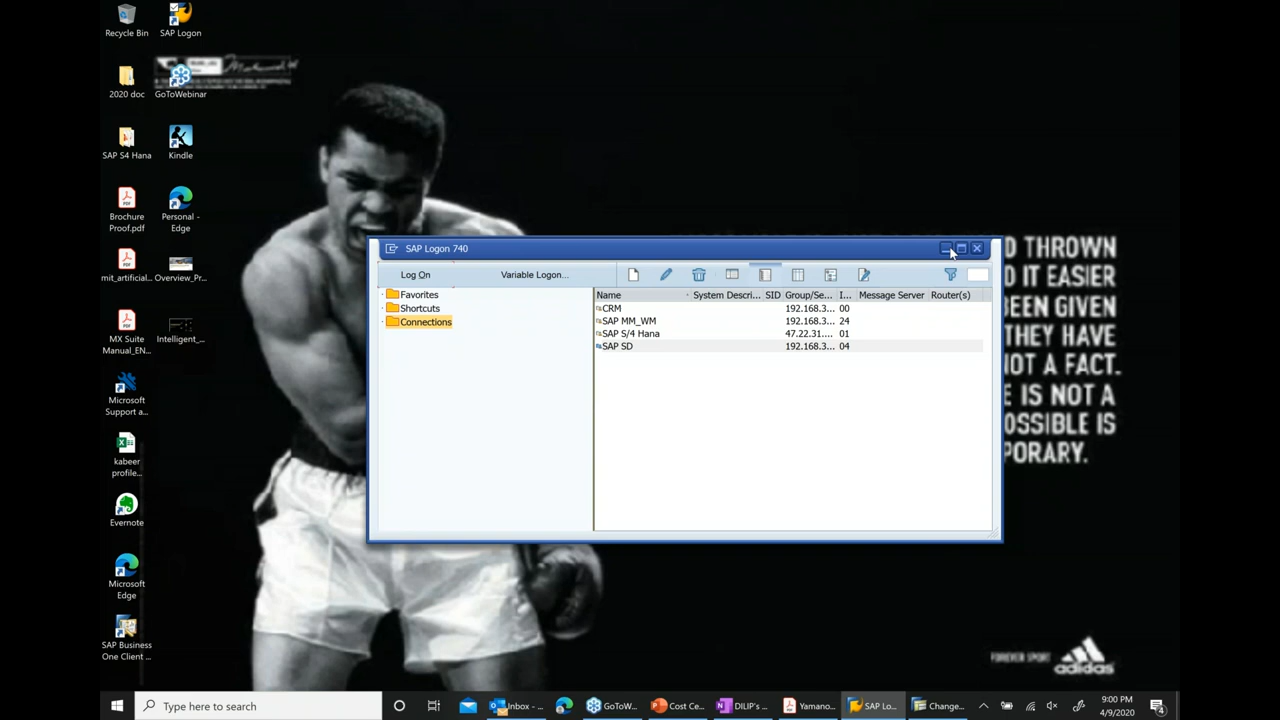 Recycle Bin
SAP Logon
2020 doc
GoToWebinar
SAP S4 Hana
Kindle
Brochure
Proof.pdf
Personal -
Edge
mit_artificial...
Overview_Pr...
MX Suite
Manual_EN...
Intelligent_...
Microsoft
Support a...
kabeer
profile...
Evernote
Microsoft
Edge
SAP Business
One Client ...
SAP Logon 740
Log On
Variable Logon...
Favorites
Shortcuts
Connections
Name System Descri... SID Group/Se... I... Message Server Router(s)
CRM 192.168.3... 00
SAP MM_WM 192.168.3... 24
SAP S/4 Hana 47.22.31.... 01
SAP SD 192.168.3... 04
D THROWN
D IT EASIER
BEEN GIVEN
THEY HAVE
NOT A FACT.
E IS NOT A
POSSIBLE IS
PORARY.
FOREVER SPORT
adidas
Type here to search
Inbox - ...
GoToW...
Cost Ce...
DILIP's ...
Yamano...
SAP Lo...
Change...
9:00 PM
4/9/2020
4